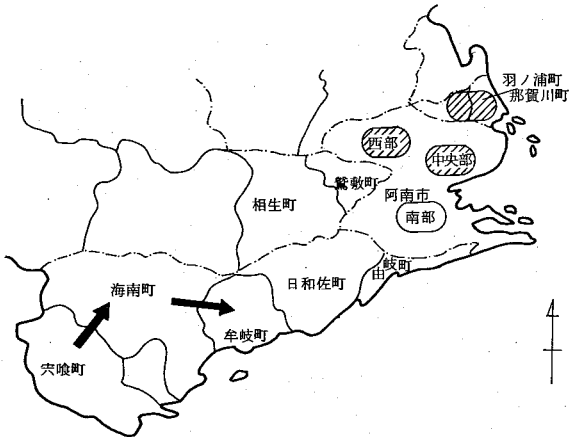 羽ノ浦町
那賀川町
西部
中央部
鷲敷町
阿南市
相生町
南部
由岐町
日和佐町
海南町
牟岐町
宍喰町